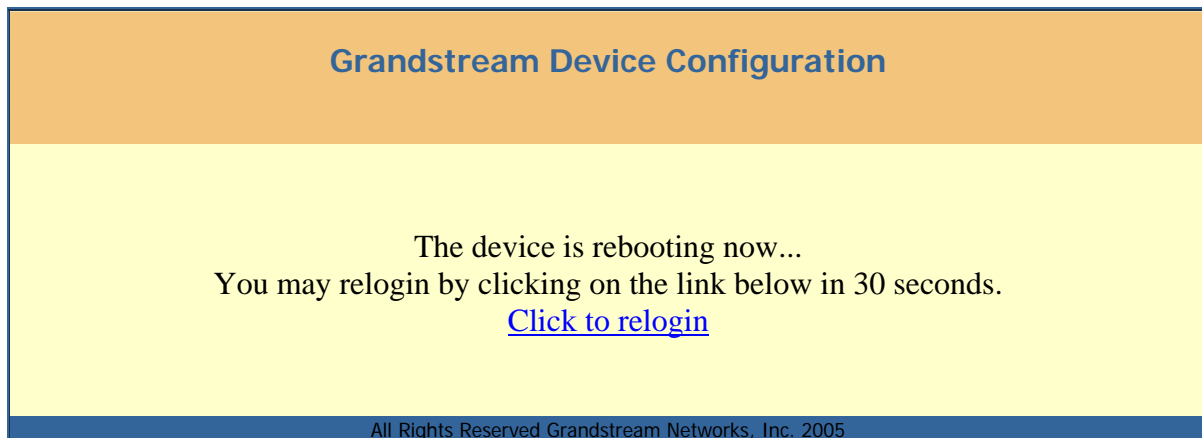 Grandstream Device Configuration
The device is rebooting now...
You may relogin by clicking on the link below in 30 seconds.
Click to relogin
All Rights Reserved Grandstream Networks, Inc. 2005